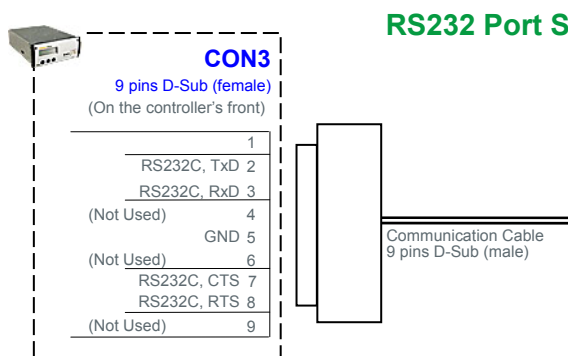 RS232 Port S
CON3
9 pins D-Sub (female)
(On the controller's front)
1
RS232C, TxD 2
RS232C, RxD 3
(Not Used) 4
GND 5
(Not Used) 6
RS232C, CTS 7
RS232C, RTS 8
(Not Used) 9
Communication Cable
9 pins D-Sub (male)